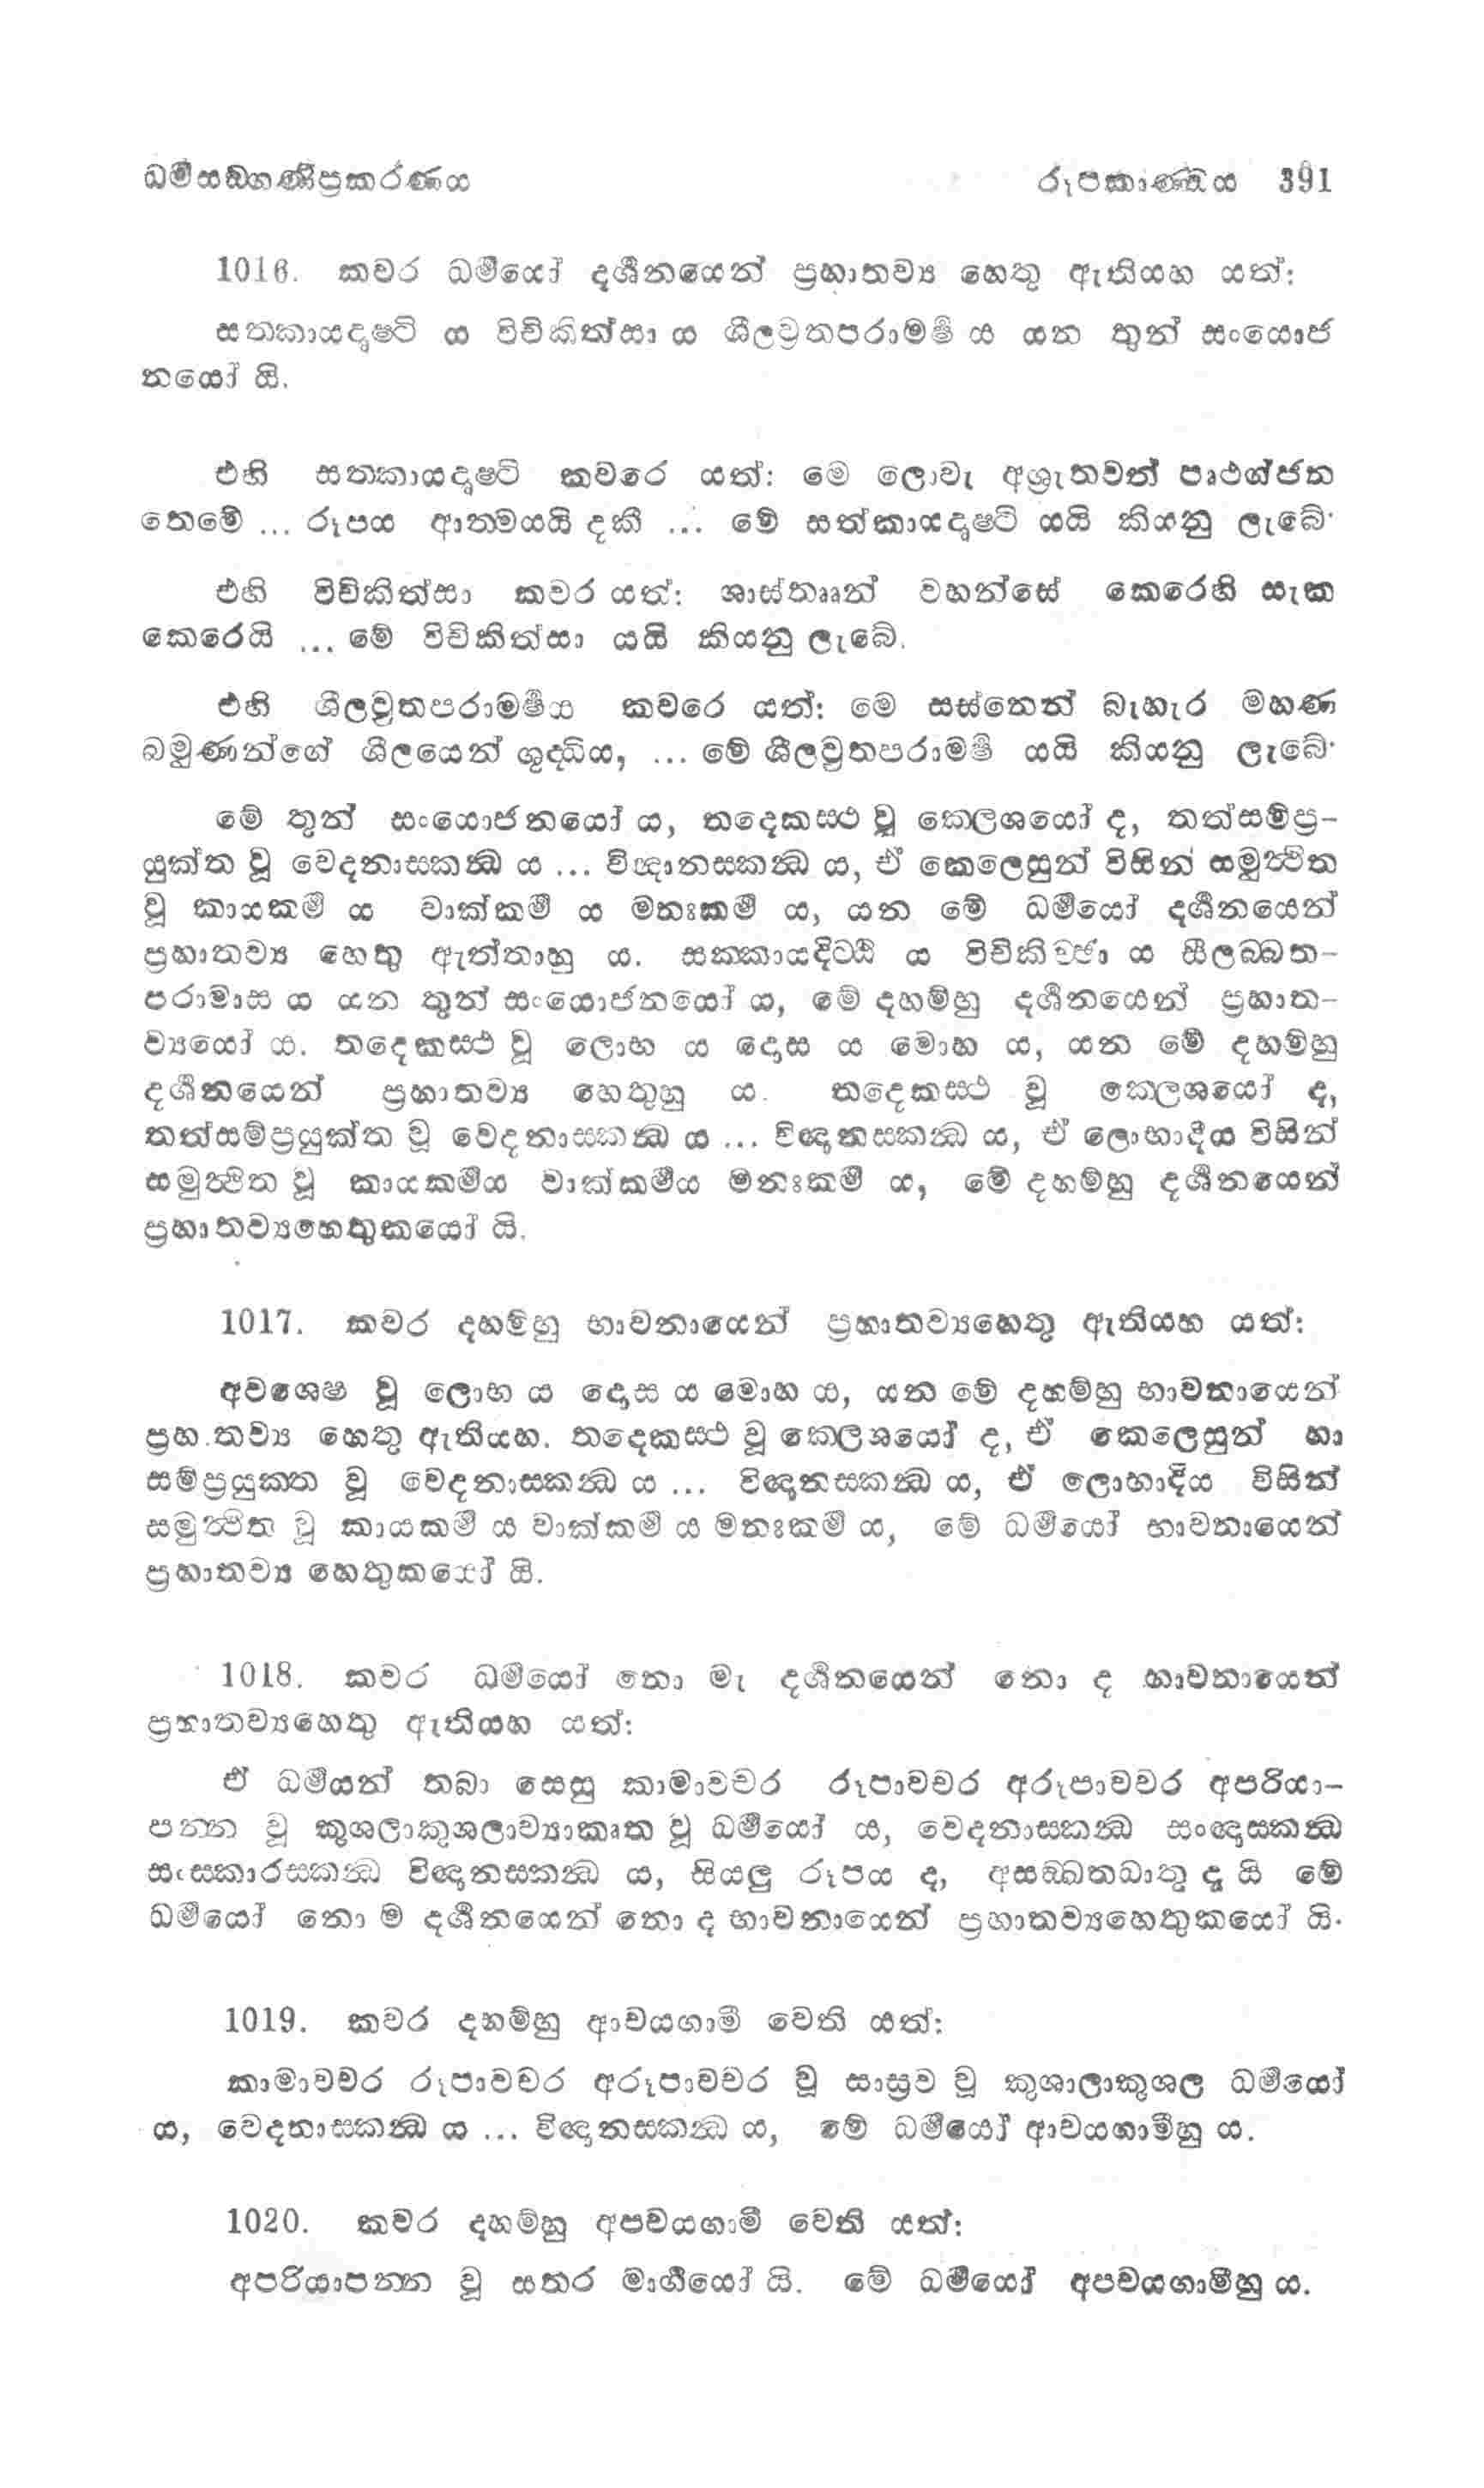 ධර්මසඞ්ගණීප්‍රකරණය රූපකාණ්ඩය 391
1016. කවර ධර්මයෝ දර්‍ශනයෙන් ප්‍රහාතව්‍ය හෙතු ඇතියහ යත්:
සත්කායදෘෂ්ටි ය විචිකිත්සා ය ශීලව්‍රතපරාමර්‍ෂ ය යන තුන් සංයොජ
නයෝ යි.
එහි සත්කායදෘෂ්ටි කවරෙ යත්: මෙ ලොවැ අශ්‍රැතවත් පෘථග්ජන
තෙමේ ... රූපය ආත්මයයි දකී ... මේ සත්කායදෘෂ්ටි යයි කියනු ලැබේ.
එහි විචිකිත්සා කවර යත්: ශාස්තෲන් වහන්සේ කෙරෙහි සැක
කෙරෙයි ... මේ විචිකිත්සා යයි කියනු ලැබේ.
එහි ශීලව්‍රතපරාමර්‍ෂය කවරෙ යත්: මෙ සස්නෙන් බැහැර මහණ
බමුණන්ගේ ශීලයෙන් ශුද්ධිය, ... මේ ශීලව්‍රතපරාමර්‍ෂ යයි කියනු ලැබේ.
මේ තුන් සංයොජනයෝ ය, තදෙකස්ථ වූ ක්ලෙශයෝ ද, තත්සම්ප්‍ර-
යුක්ත වූ වේදනාස්කන්ධ ය ... විඥානස්කන්ධ ය, ඒ කෙලෙසුන් විසින් සමුත්ථිත
වූ කායකර්‍ම ය වාක්කර්‍ම ය මනඃකර්‍ම ය, යන මේ ධර්‍මයෝ දර්‍ශනයෙන්
ප්‍රහාතව්‍ය හෙතු ඇත්තාහු ය. සක්කායදිට්ඨි ය විචිකිච්ඡා ය සීලබ්බත-
පරාමාස ය යන තුන් සංයොජනයෝ ය, මේ දහම්හු දර්‍ශනයෙන් ප්‍රහාත-
ව්‍යයෝ ය. තදෙකස්ථ වූ ලොභ ය දොස ය මොහ ය, යන මේ දහම්හු
දර්‍ශනයෙන් ප්‍රහාතව්‍ය හෙතුහු ය. තදෙකස්ථ වූ ක්ලෙශයෝ ද,
තත්සම්ප්‍රයුක්ත වූ වෙදනාස්කන්ධ ය ... විඥානස්කන්ධ ය, ඒ ලොභාදිය විසින්
සමුත්ථිත වූ කායකර්‍මය වාක්කර්‍මය මනඃකර්‍ම ය, මේ දහම්හු දර්‍ශනයෙන්
ප්‍රහාතව්‍යහෙතුකයෝ යි.
1017. කවර දහම්හු භාවනායෙන් ප්‍රහාතව්‍යහෙතු ඇතියහ යත්:
අවශෙෂ වූ ලොභ ය දොස ය මොහ ය, යන මේ දහම්හු භාවනායෙන්
ප්‍රහාතව්‍ය හෙතු ඇතියහ. තදෙකස්ථ වූ ක්ලෙශයෝ ද, ඒ කෙලෙසුන් හා
සම්ප්‍රයුක්ත වූ වෙදනාස්කන්ධ ය ... විඥානස්කන්ධ ය, ඒ ලොභාදිය විසින්
සමුත්ථිත වූ කායකර්‍ම ය වාක්කර්‍ම ය මනඃකර්‍ම ය, මේ ධර්‍මයෝ භාවනායෙන්
ප්‍රහාතව්‍ය හෙතුකයෝ යි.
1018. කවර ධර්‍මයෝ නො මැ දර්‍ශනයෙන් නො ද භාවනායෙන්
ප්‍රහාතව්‍යහෙතු ඇතියහ යත්:
ඒ ධර්‍මයන් තබා සෙසු කාමාවචර රූපාවචර අරූපාවචර අපරියා-
පන්න වූ කුශලාකුශලාව්‍යාකෘත වූ ධර්‍මයෝ ය, වෙදනාස්කන්ධ සංඥාස්කන්ධ
සංස්කාරස්කන්ධ විඥානස්කන්ධ ය, සියලු රූපය ද, අසඞ්ඛතධාතු ද යි මේ
ධර්‍මයෝ නො ම දර්‍ශනයෙන් නො ද භාවනායෙන් ප්‍රහාතව්‍යහෙතුකයෝ යි.
1019. කවර දහම්හු ආචයගාමී වෙති යත්:
කාමාවචර රූපාවචර අරූපාවචර වූ සාස්‍රව වූ කුශාලාකුශල ධර්‍මයෝ
ය, වෙදනාස්කන්ධ ය ... විඥානස්කන්ධ ය, මේ ධර්‍මයෝ ආචයගාමීහු ය.
1020. කවර දහම්හු අපචයගාමී වෙති යත්:
අපරියාපන්න වූ සතර මාර්‍ගයෝ යි. මේ ධර්‍මයෝ අපචයගාමීහු ය.